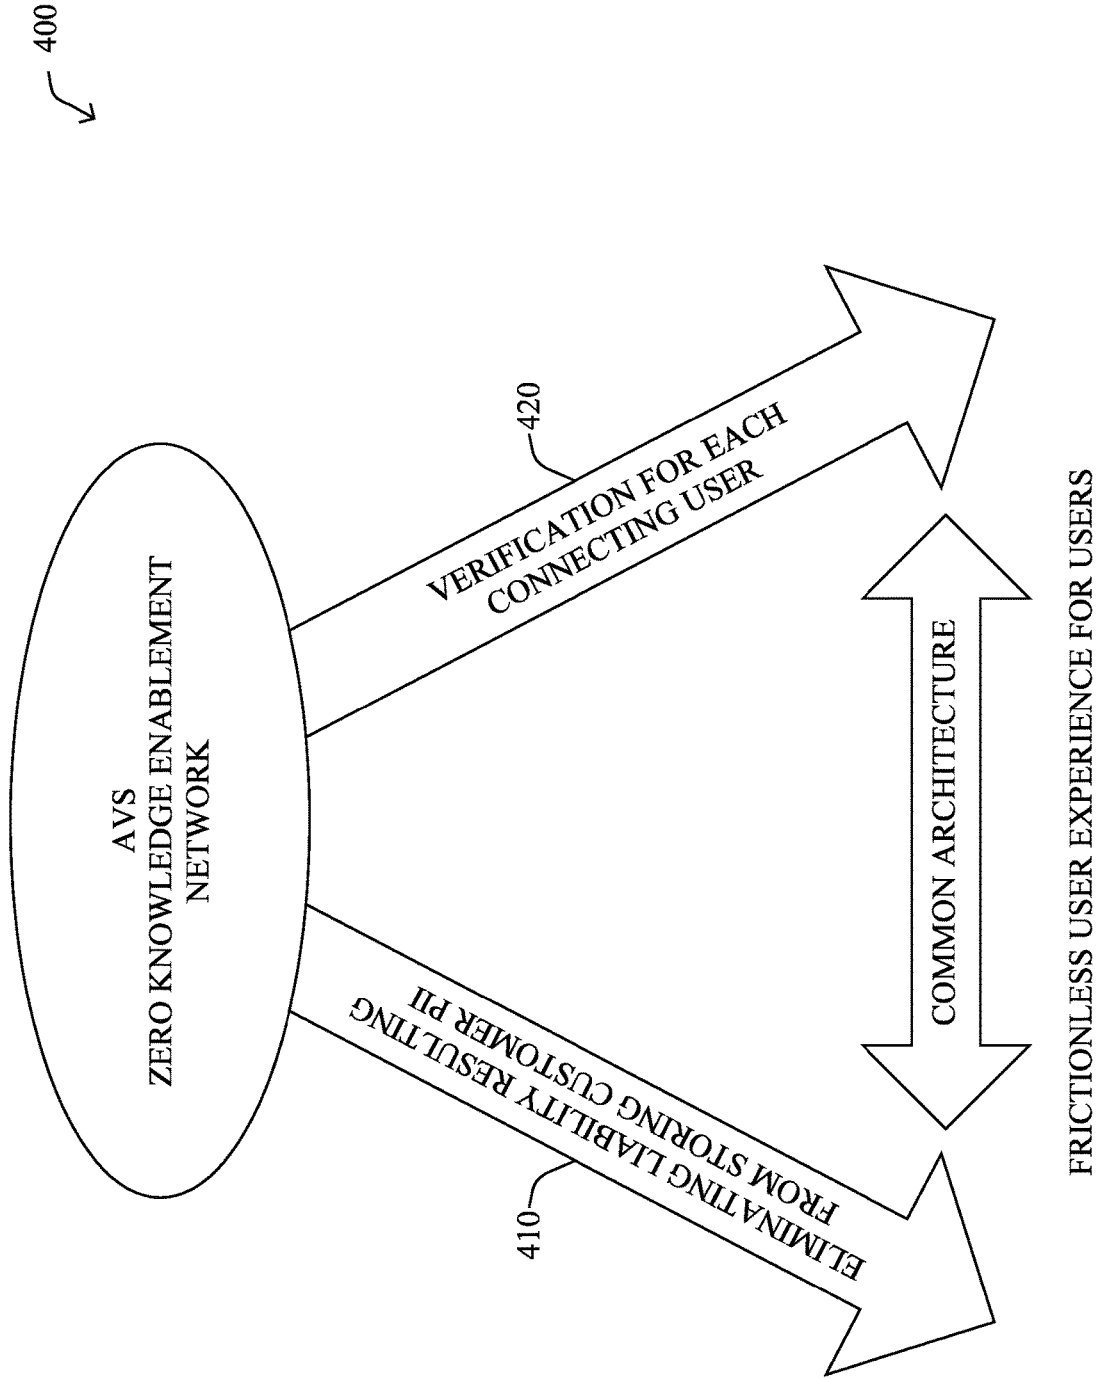 400
AVS
ZERO KNOWLEDGE ENABLEMENT
NETWORK
410
420
ELIMINATING LIABILITY RESULTING
FROM STORING CUSTOMER PII
VERIFICATION FOR EACH
CONNECTING USER
COMMON ARCHITECTURE
FRICTIONLESS USER EXPERIENCE FOR USERS